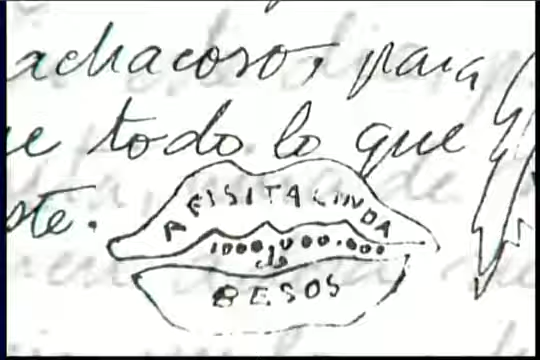 achacoso, para
e todo lo que
ste.
A FISITA LINDA
1000,000.000
de
BESOS